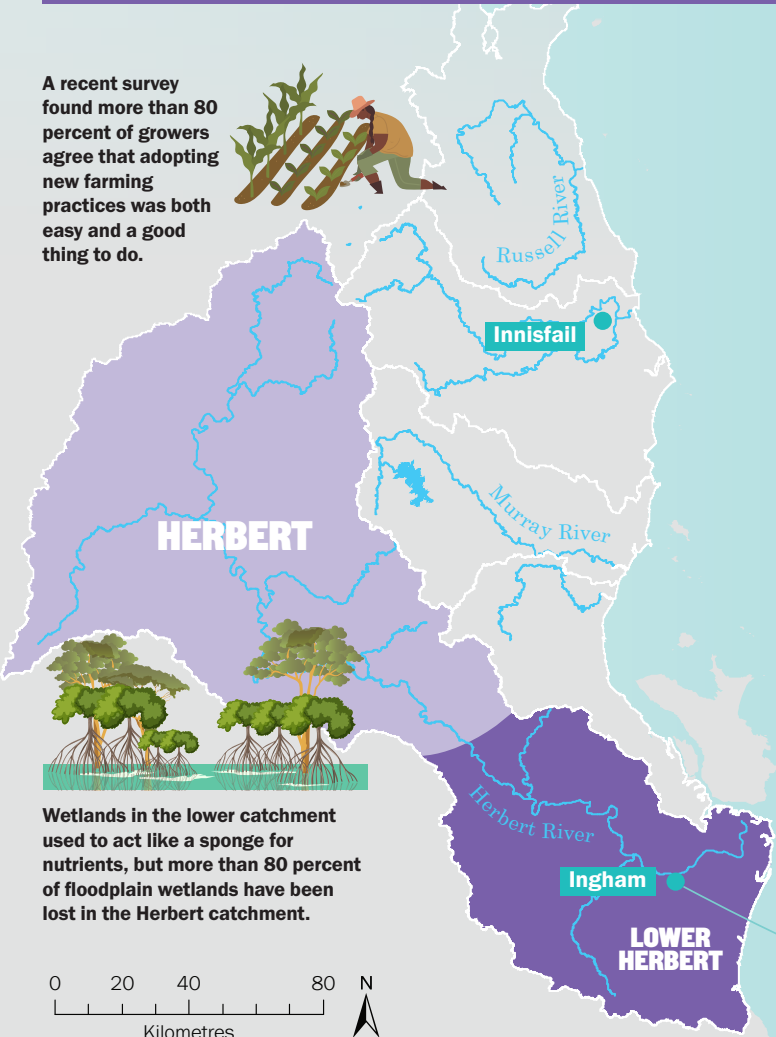 A recent survey
found more than 80
percent of growers
agree that adopting
new farming
practices was both
easy and a good
thing to do.
Russell River
Innisfail
Murray River
HERBERT
Herbert River
Ingham
LOWER
HERBERT
Wetlands in the lower catchment
used to act like a sponge for
nutrients, but more than 80 percent
of floodplain wetlands have been
lost in the Herbert catchment.
0 20 40 80 N
Kilometres